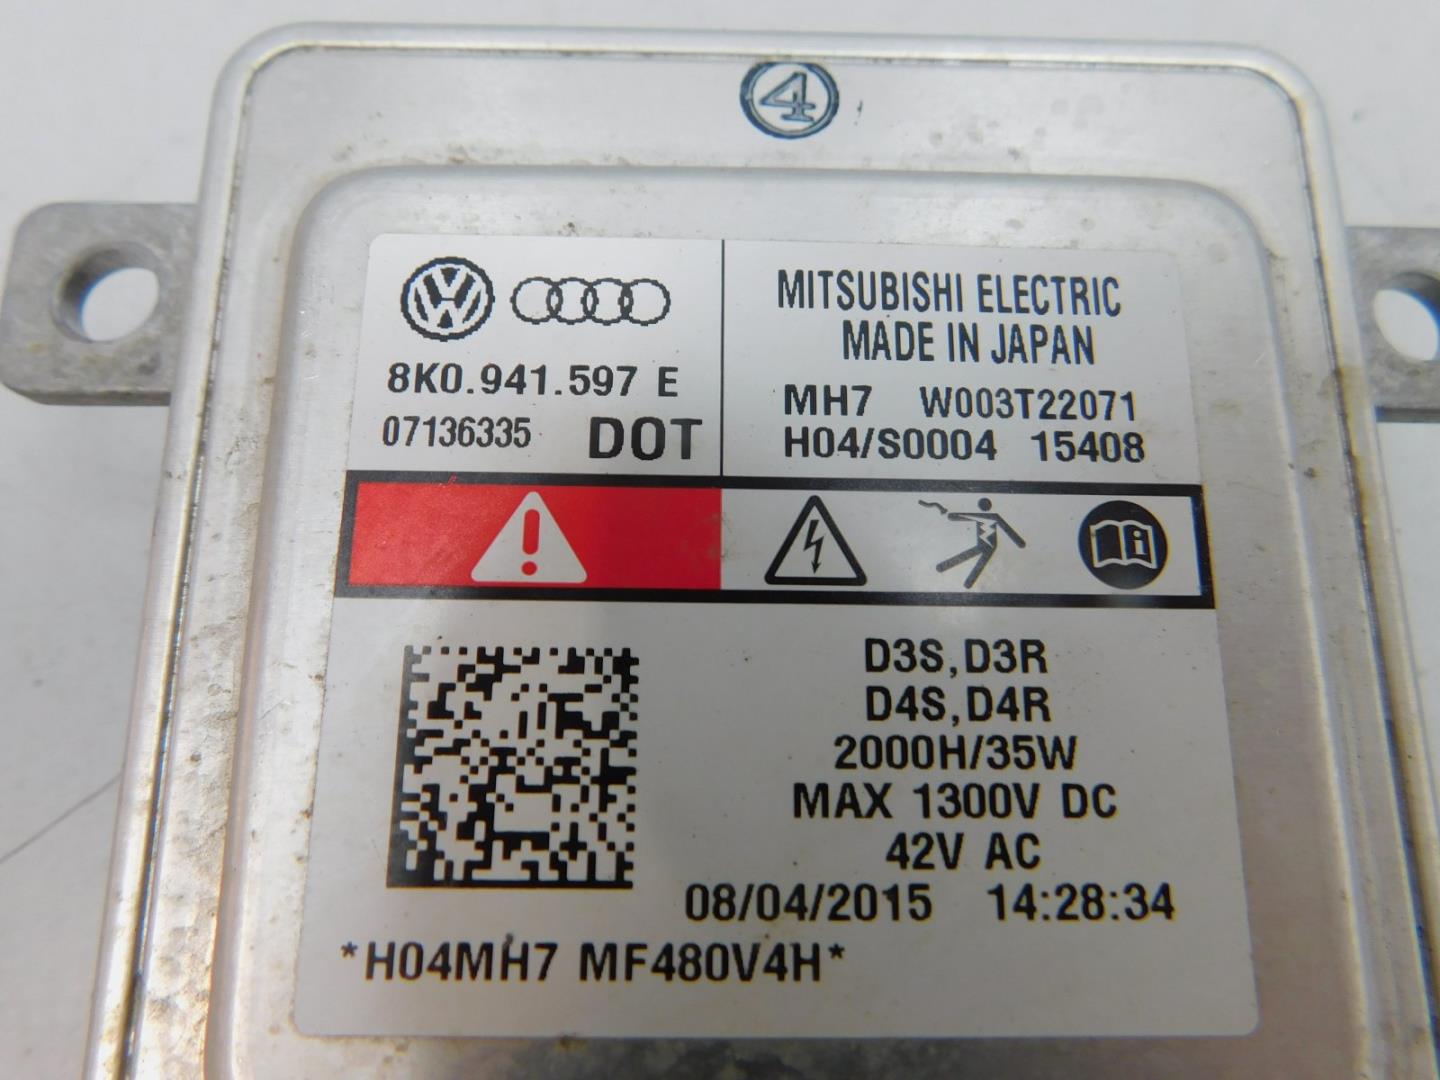 4
8K0.941.597 E
07136335 DOT
MITSUBISHI ELECTRIC
MADE IN JAPAN
MH7 W003T22071
H04/S0004 15408
D3S,D3R
D4S,D4R
2000H/35W
MAX 1300V DC
42V AC
08/04/2015 14:28:34
*H04MH7 MF480V4H*